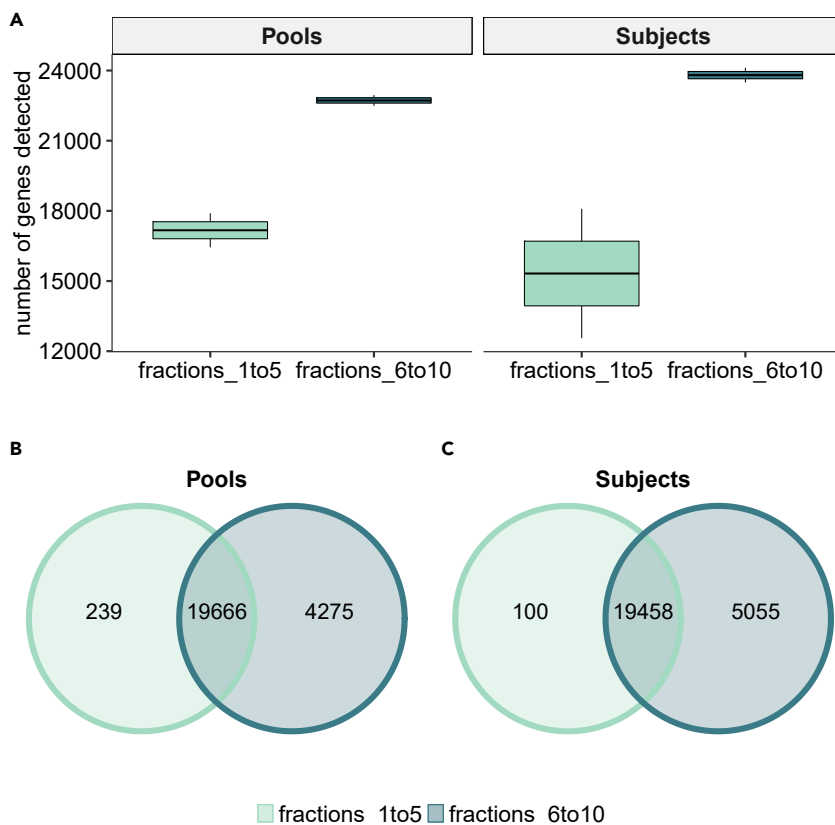 A
Pools Subjects
number of genes detected
24000
21000
18000
15000
12000
fractions_1to5 fractions_6to10 fractions_1to5 fractions_6to10
B C
Pools Subjects
239 19666 4275 100 19458 5055
fractions 1to5 fractions 6to10